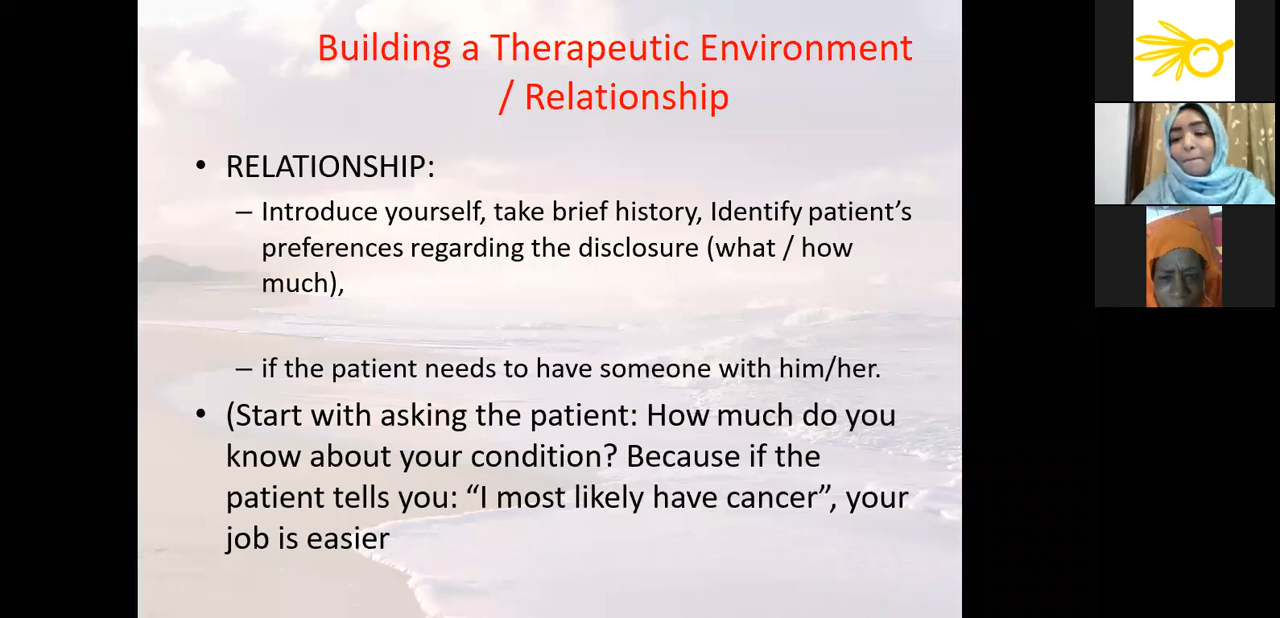 Building a Therapeutic Environment
/ Relationship
• RELATIONSHIP:
– Introduce yourself, take brief history, Identify patient’s
preferences regarding the disclosure (what / how
much),
– if the patient needs to have someone with him/her.
• (Start with asking the patient: How much do you
know about your condition? Because if the
patient tells you: “I most likely have cancer”, your
job is easier